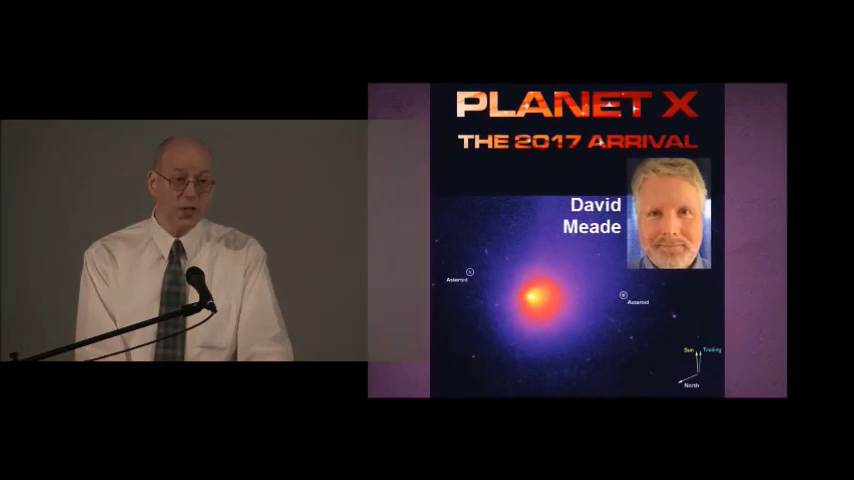 PLANET X
THE 2017 ARRIVAL
David
Meade
Asteroid
Asteroid
Sun
Trailing
North